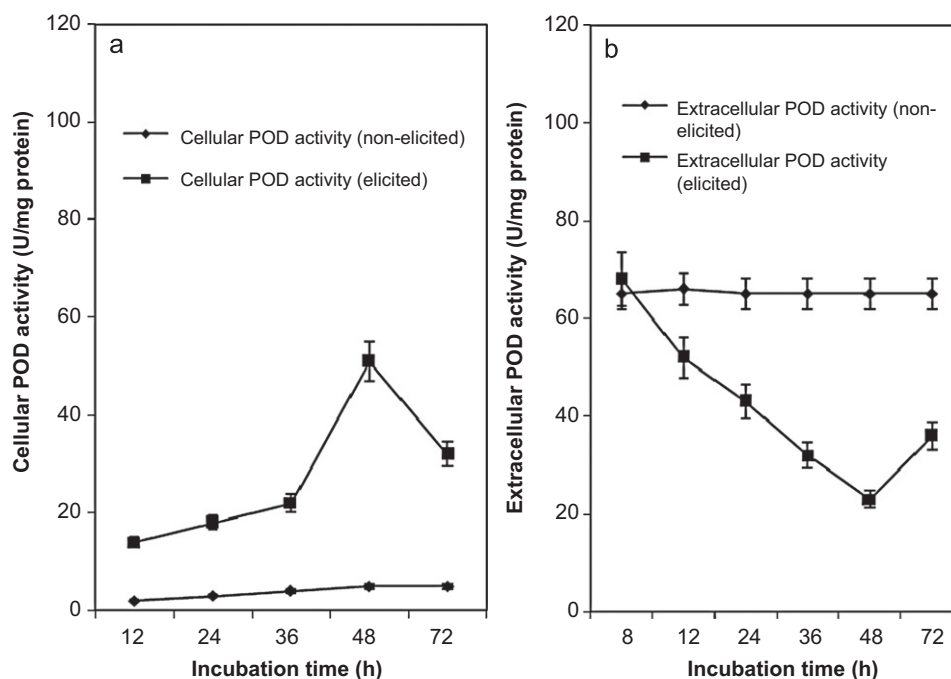 a
Cellular POD activity (U/mg protein)
120
100
80
60
40
20
0
Cellular POD activity (non-elicited)
Cellular POD activity (elicited)
12 24 36 48 72
Incubation time (h)
b
Extracellular POD activity (U/mg protein)
120
100
80
60
40
20
0
Extracellular POD activity (non-
elicited)
Extracellular POD activity
(elicited)
8 12 24 36 48 72
Incubation time (h)